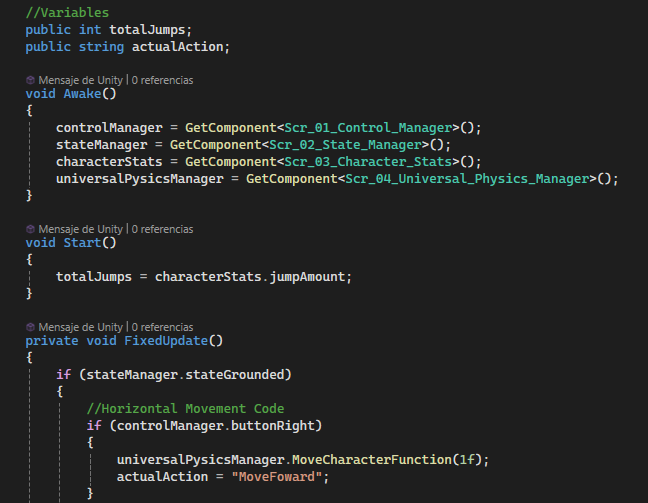 //Variables
public int totalJumps;
public string actualAction;
Mensaje de Unity | 0 referencias
void Awake()
{
controlManager = GetComponent<Scr_01_Control_Manager>();
stateManager = GetComponent<Scr_02_State_Manager>();
characterStats = GetComponent<Scr_03_Character_Stats>();
universalPysicsManager = GetComponent<Scr_04_Universal_Physics_Manager>();
}
Mensaje de Unity | 0 referencias
void Start()
{
totalJumps = characterStats.jumpAmount;
}
Mensaje de Unity | 0 referencias
private void FixedUpdate()
{
if (stateManager.stateGrounded)
{
//Horizontal Movement Code
if (controlManager.buttonRight)
{
universalPysicsManager.MoveCharacterFunction(1f);
actualAction = "MoveFoward";
}